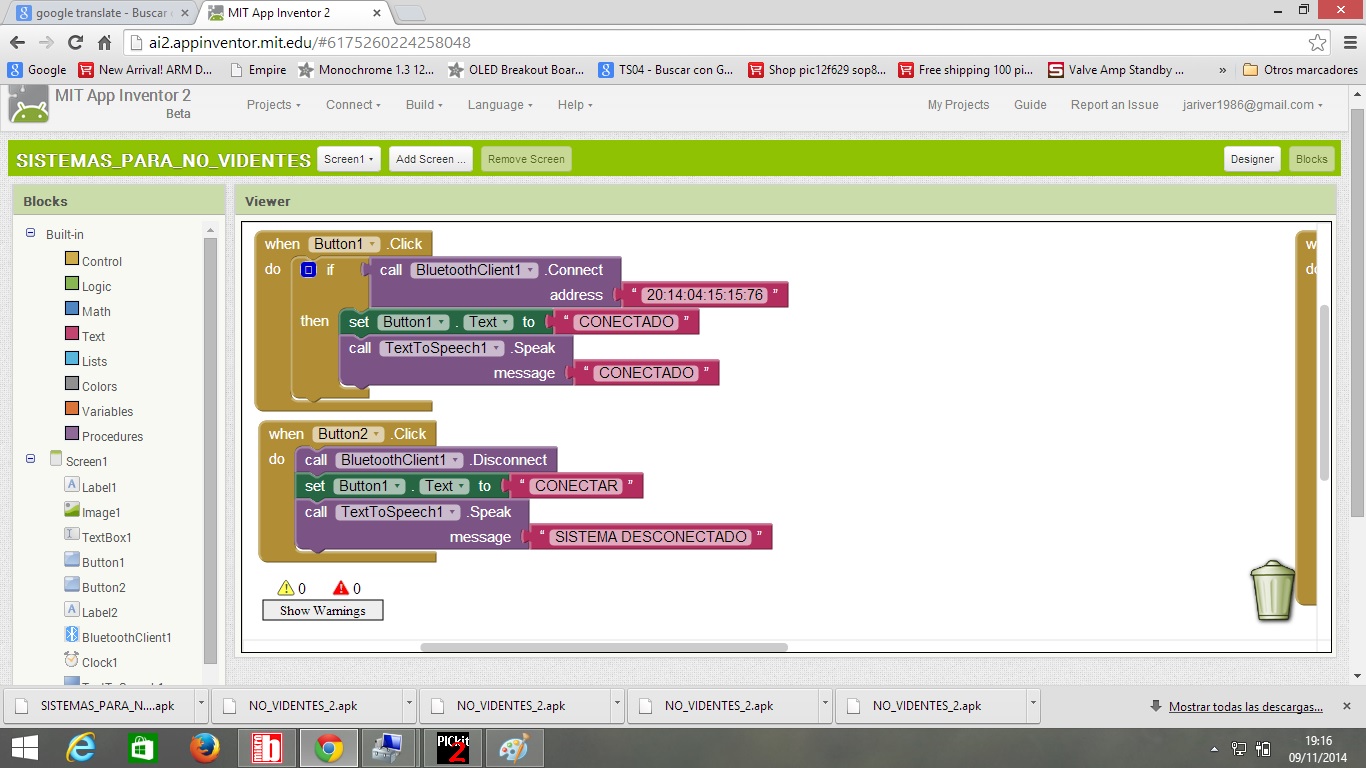 google translate - Buscar
MIT App Inventor 2
ai2.appinventor.mit.edu/#6175260224258048
Google New Arrival! ARM D... Empire Monochrome 1.3 12... OLED Breakout Boar... TS04 - Buscar con G... Shop pic12f629 sop8... Free shipping 100 pi... Valve Amp Standby ... » Otros marcadores
MIT App Inventor 2
Beta
Projects Connect Build Language Help My Projects Guide Report an Issue jariver1986@gmail.com
SISTEMAS_PARA_NO_VIDENTES Screen1 Add Screen ... Remove Screen Designer Blocks
Blocks
Built-in
Control
Logic
Math
Text
Lists
Colors
Variables
Procedures
Screen1
Label1
Image1
TextBox1
Button1
Button2
Label2
BluetoothClient1
Clock1
Viewer
when Button1 .Click
do if call BluetoothClient1 .Connect
address " 20:14:04:15:15:76 "
then set Button1 . Text to " CONECTADO "
call TextToSpeech1 .Speak
message " CONECTADO "
when Button2 .Click
do call BluetoothClient1 .Disconnect
set Button1 . Text to " CONECTAR "
call TextToSpeech1 .Speak
message " SISTEMA DESCONECTADO "
0 0
Show Warnings
SISTEMAS_PARA_N....apk NO_VIDENTES_2.apk NO_VIDENTES_2.apk NO_VIDENTES_2.apk NO_VIDENTES_2.apk Mostrar todas las descargas...
PICkit
2
19:16
09/11/2014